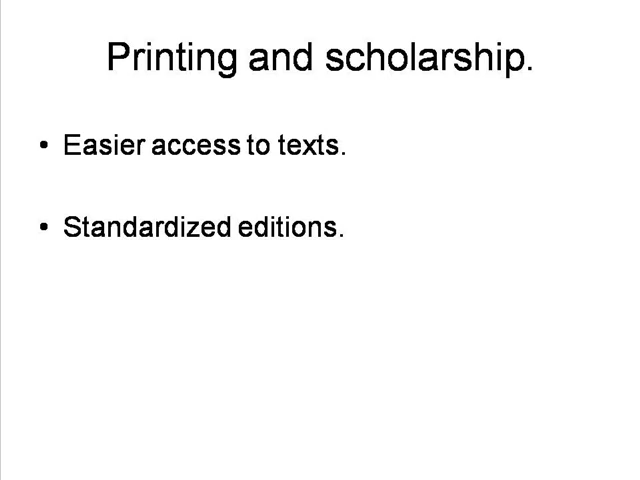 Printing and scholarship.
• Easier access to texts.
• Standardized editions.